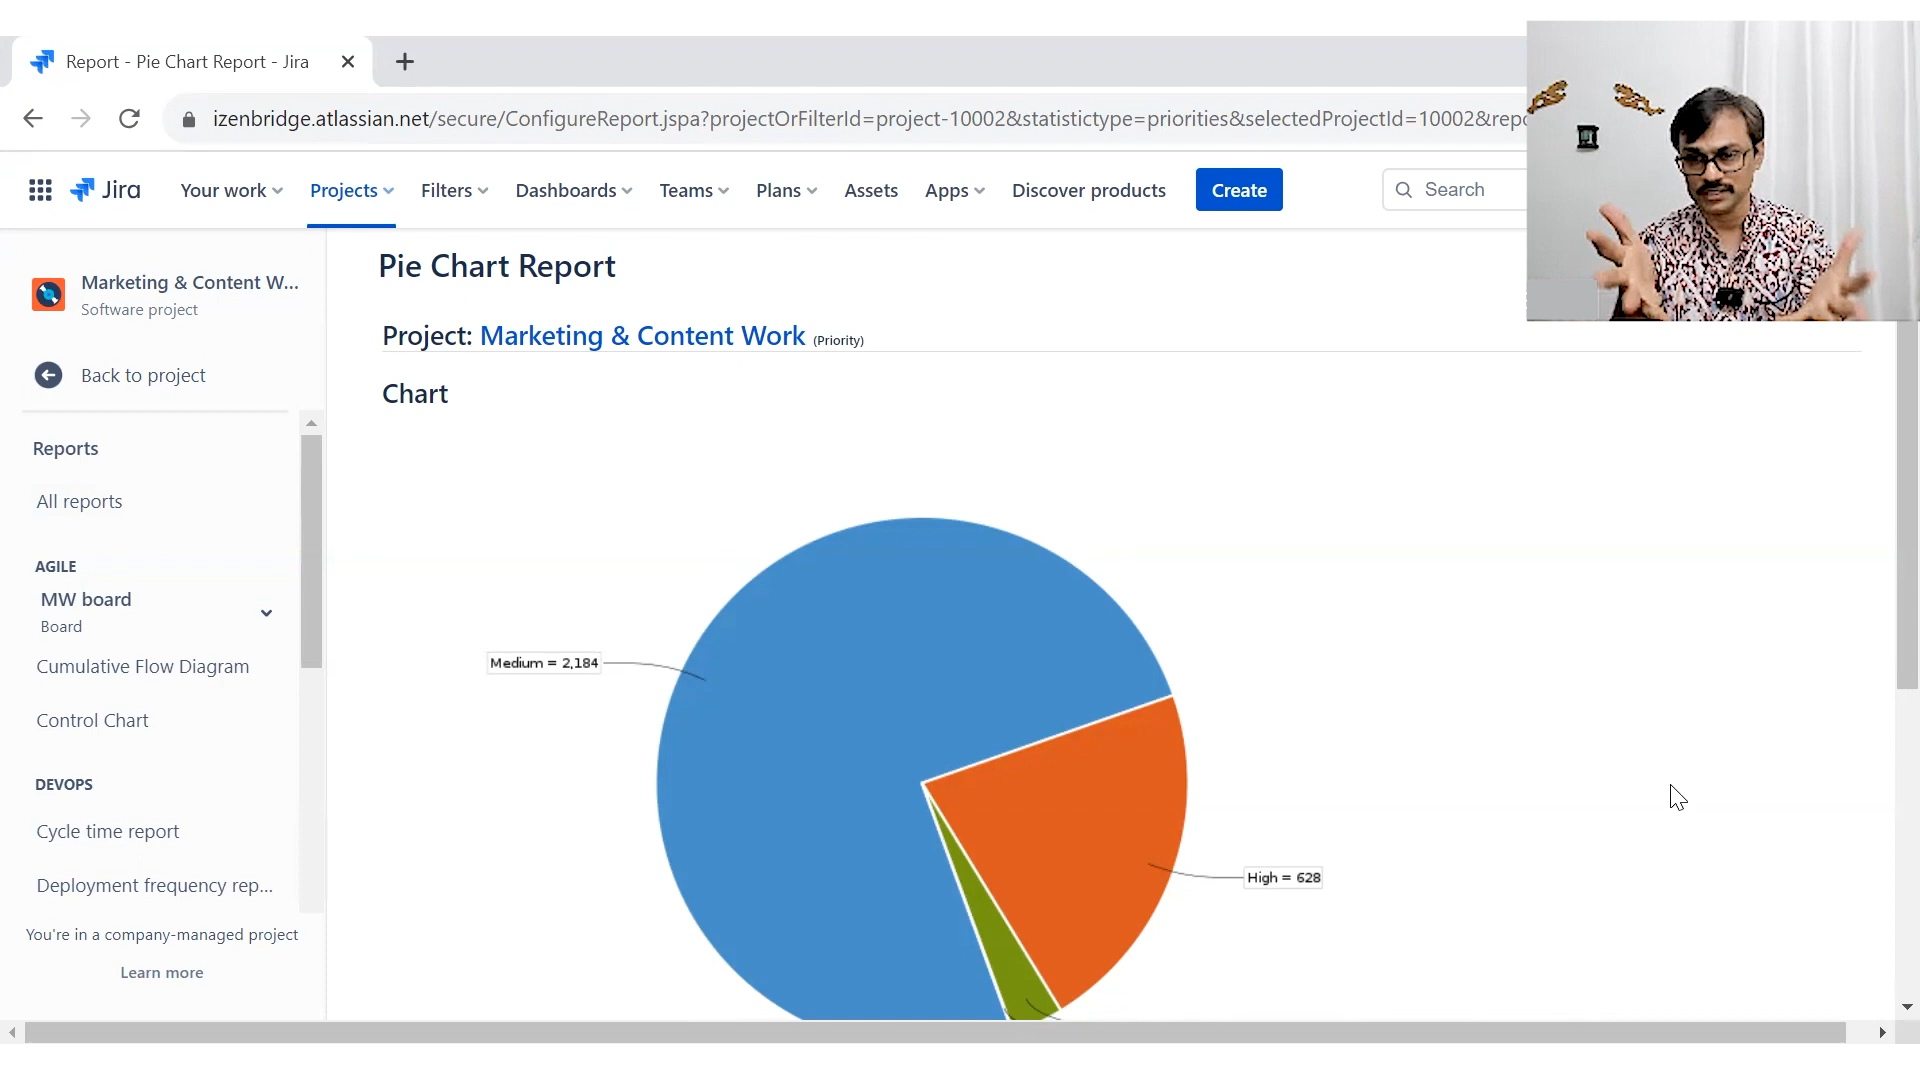 Report - Pie Chart Report - Jira
izenbridge.atlassian.net/secure/ConfigureReport.jspa?projectOrFilterId=project-10002&statistictype=priorities&selectedProjectId=10002&repo
Jira Your work Projects Filters Dashboards Teams Plans Assets Apps Discover products Create Search
Marketing & Content W...
Software project
Back to project
Reports
All reports
AGILE
MW board
Board
Cumulative Flow Diagram
Control Chart
DEVOPS
Cycle time report
Deployment frequency rep...
You're in a company-managed project
Learn more
Pie Chart Report
Project: Marketing & Content Work (Priority)
Chart
Medium = 2,184
High = 628